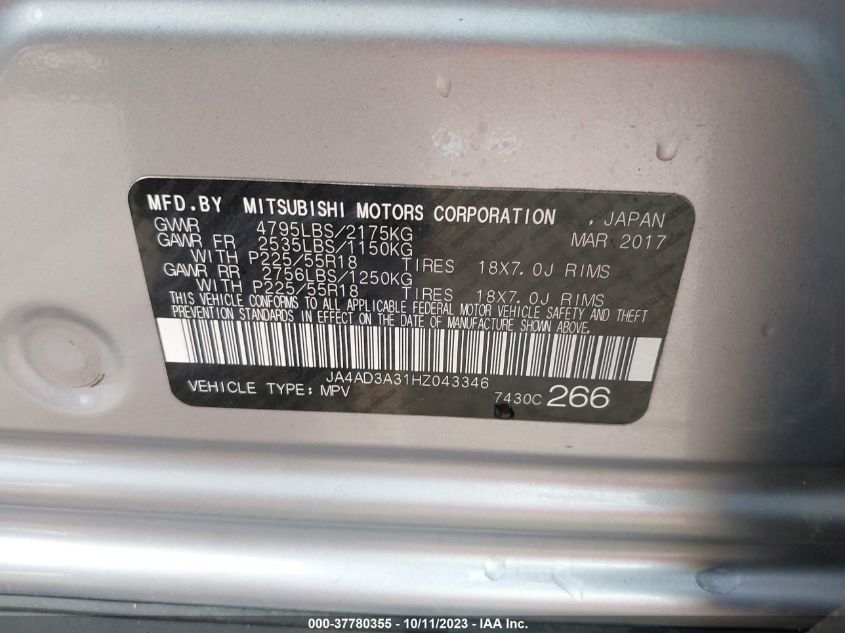 MFD.BY MITSUBISHI MOTORS CORPORATION , JAPAN
GVWR 4795LBS/2175KG MAR 2017
GAWR FR 2535LBS/1150KG
WITH P225/55R18 TIRES 18X7.0J RIMS
GAWR RR 2756LBS/1250KG
WITH P225/55R18 TIRES 18X7.0J RIMS
THIS VEHICLE CONFORMS TO ALL APPLICABLE FEDERAL MOTOR VEHICLE SAFETY AND THEFT
PREVENTION STANDARDS IN EFFECT ON THE DATE OF MANUFACTURE SHOWN ABOVE.
JA4AD3A31HZ043346
VEHICLE TYPE: MPV 7430C 266
000-37780355 - 10/11/2023 - IAA Inc.